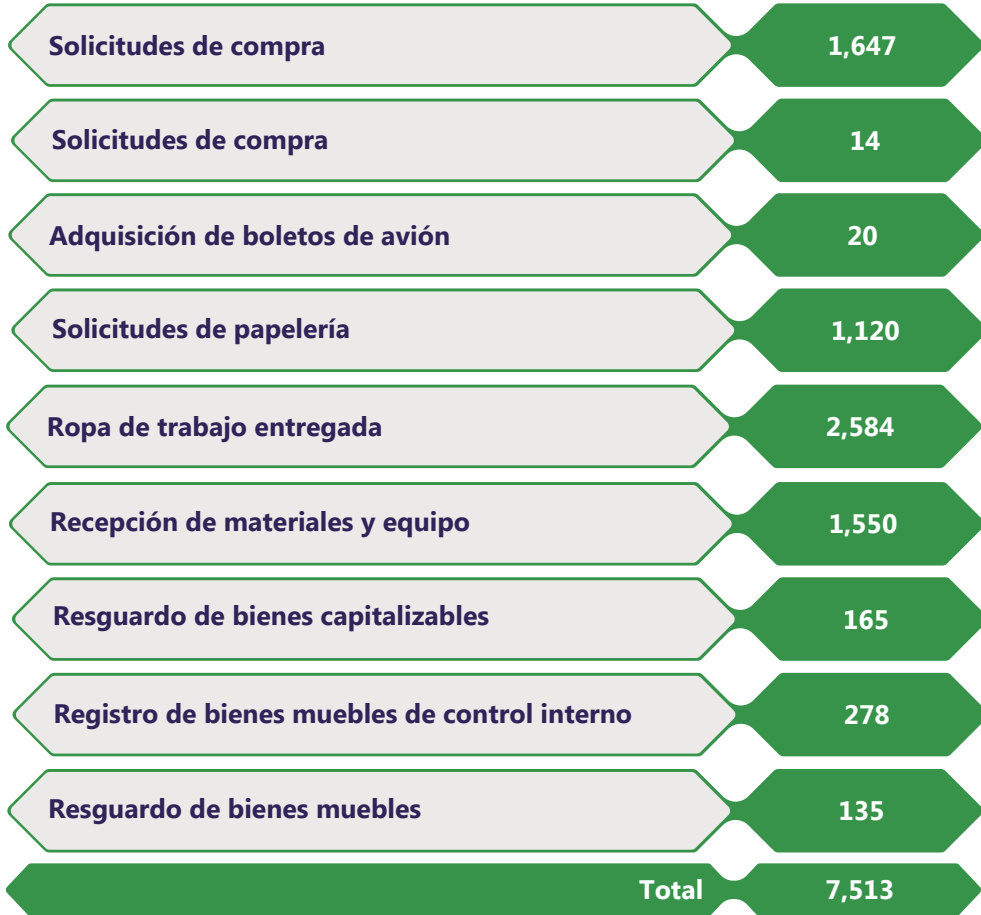 Solicitudes de compra 1,647
Solicitudes de compra 14
Adquisición de boletos de avión 20
Solicitudes de papelería 1,120
Ropa de trabajo entregada 2,584
Recepción de materiales y equipo 1,550
Resguardo de bienes capitalizables 165
Registro de bienes muebles de control interno 278
Resguardo de bienes muebles 135
Total 7,513